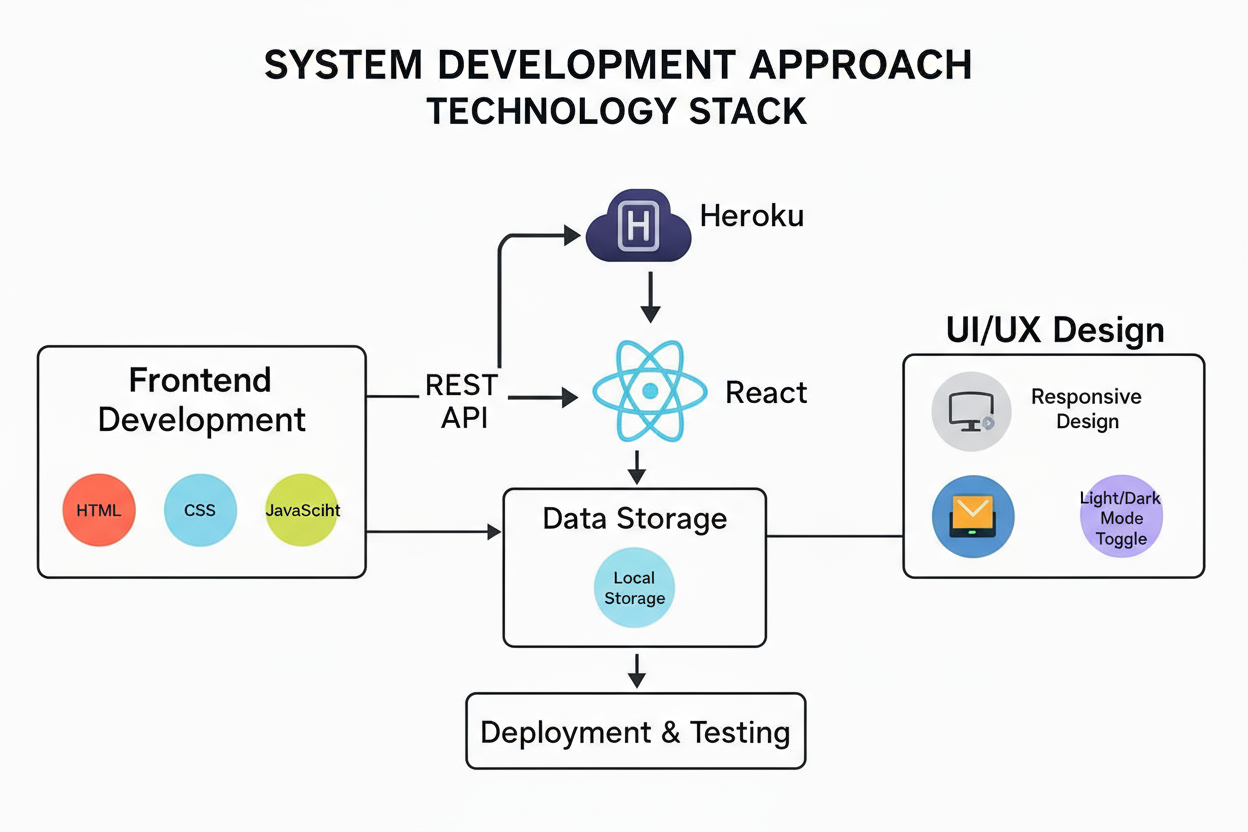 SYSTEM DEVELOPMENT APPROACH
TECHNOLOGY STACK
H
Heroku
Frontend
Development
HTML
CSS
JavaSciht
REST
API
React
UI/UX Design
Responsive
Design
Light/Dark
Mode
Toggle
Data Storage
Local
Storage
Deployment & Testing